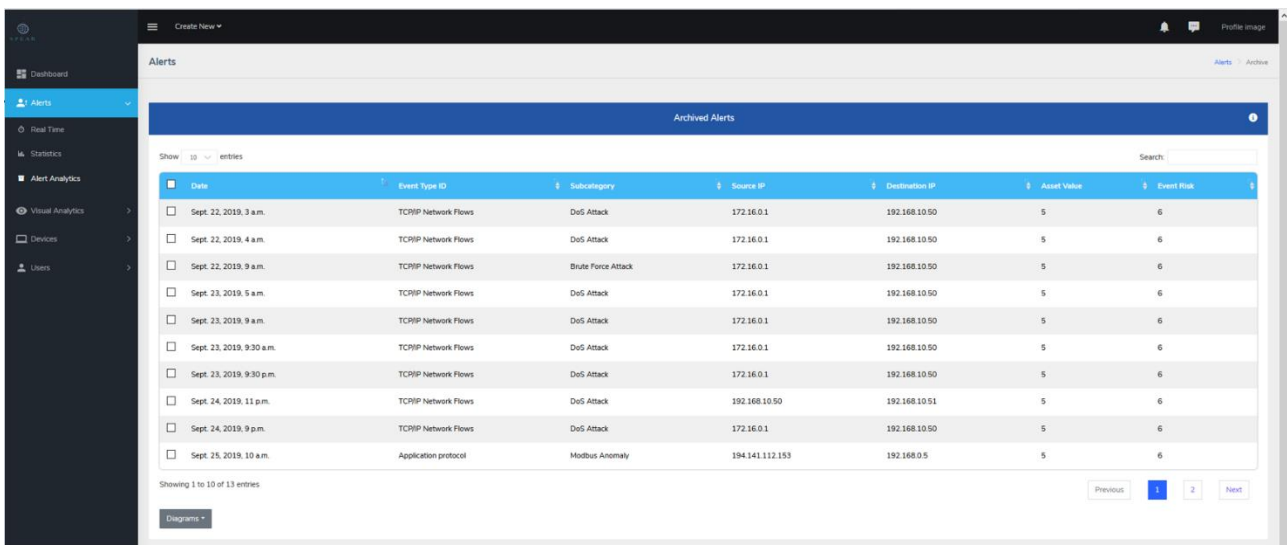 Create New
Profile image
Dashboard
Alerts
Real Time
Statistics
Alert Analytics
Visual Analytics
Devices
Users
Alerts
Alerts Archive
Archived Alerts
Show 10 entries
Search:
Date Event Type ID Subcategory Source IP Destination IP Asset Value Event Risk
Sept. 22, 2019, 3 a.m. TCP/IP Network Flows DoS Attack 172.16.0.1 192.168.10.50 5 6
Sept. 22, 2019, 4 a.m. TCP/IP Network Flows DoS Attack 172.16.0.1 192.168.10.50 5 6
Sept. 22, 2019, 9 a.m. TCP/IP Network Flows Brute Force Attack 172.16.0.1 192.168.10.50 5 6
Sept. 23, 2019, 5 a.m. TCP/IP Network Flows DoS Attack 172.16.0.1 192.168.10.50 5 6
Sept. 23, 2019, 9 a.m. TCP/IP Network Flows DoS Attack 172.16.0.1 192.168.10.50 5 6
Sept. 23, 2019, 9:30 a.m. TCP/IP Network Flows DoS Attack 172.16.0.1 192.168.10.50 5 6
Sept. 23, 2019, 9:30 p.m. TCP/IP Network Flows DoS Attack 172.16.0.1 192.168.10.50 5 6
Sept. 24, 2019, 11 p.m. TCP/IP Network Flows DoS Attack 192.168.10.50 192.168.10.51 5 6
Sept. 24, 2019, 9 p.m. TCP/IP Network Flows DoS Attack 172.16.0.1 192.168.10.50 5 6
Sept. 25, 2019, 10 a.m. Application protocol Modbus Anomaly 194.141.112.153 192.168.0.5 5 6
Showing 1 to 10 of 13 entries
Previous 1 2 Next
Diagrams